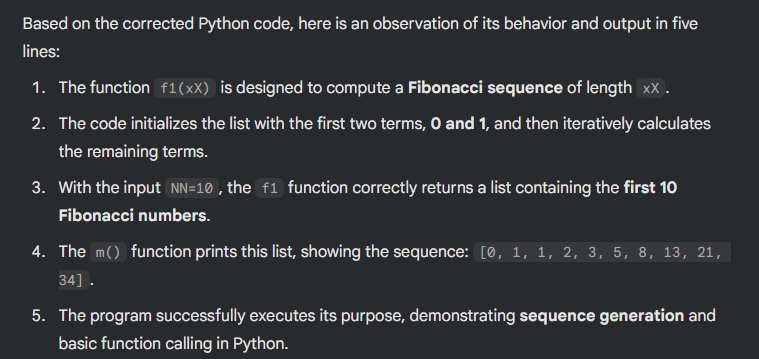 Based on the corrected Python code, here is an observation of its behavior and output in five
lines:
1. The function f1(xX) is designed to compute a Fibonacci sequence of length xX .
2. The code initializes the list with the first two terms, 0 and 1, and then iteratively calculates
the remaining terms.
3. With the input NN=10 , the f1 function correctly returns a list containing the first 10
Fibonacci numbers.
4. The m() function prints this list, showing the sequence: [0, 1, 1, 2, 3, 5, 8, 13, 21,
34] .
5. The program successfully executes its purpose, demonstrating sequence generation and
basic function calling in Python.